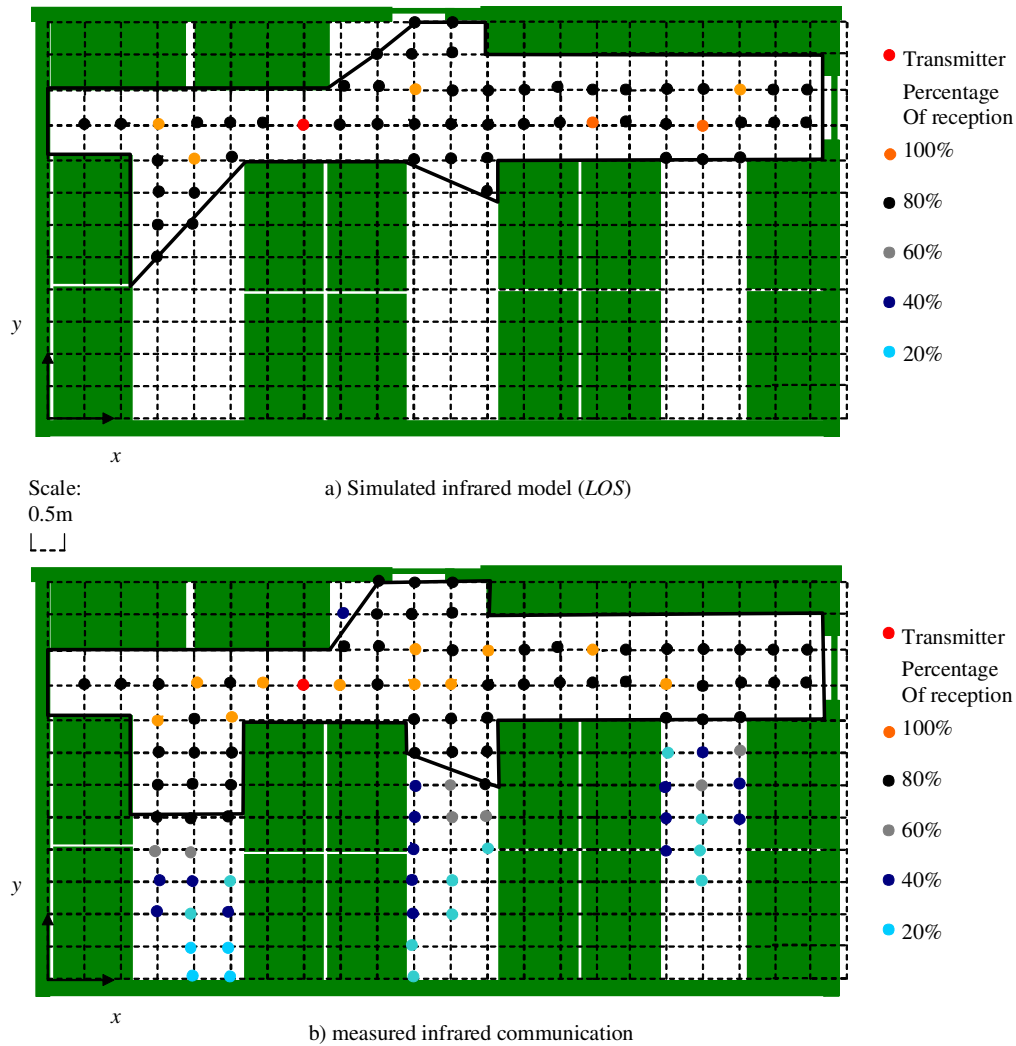 Transmitter
Percentage
Of reception
100%
80%
60%
40%
20%
y
x
Scale:
0.5m
a) Simulated infrared model (LOS)
Transmitter
Percentage
Of reception
100%
80%
60%
40%
20%
y
x
b) measured infrared communication